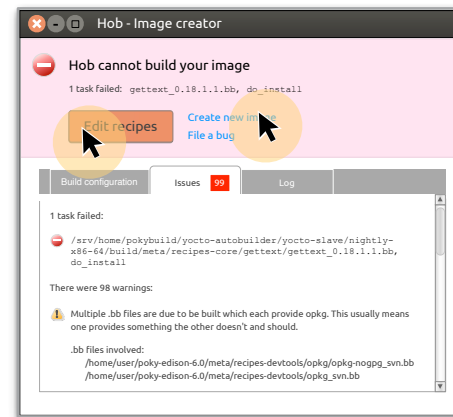 Hob - Image creator
Hob cannot build your image
1 task failed: gettext_0.18.1.1.bb, do_install
Edit recipes
Create new image
File a bug
Build configuration
Issues 99
Log
1 task failed:
/srv/home/pokybuild/yocto-autobuilder/yocto-slave/nightly-
x86-64/build/meta/recipes-core/gettext/gettext_0.18.1.1.bb,
do_install
There were 98 warnings:
Multiple .bb files are due to be built which each provide opkg. This usually means
one provides something the other doesn't and should.
.bb files involved:
/home/user/poky-edison-6.0/meta/recipes-devtools/opkg/opkg-nogpg_svn.bb
/home/user/poky-edison-6.0/meta/recipes-devtools/opkg_svn.bb